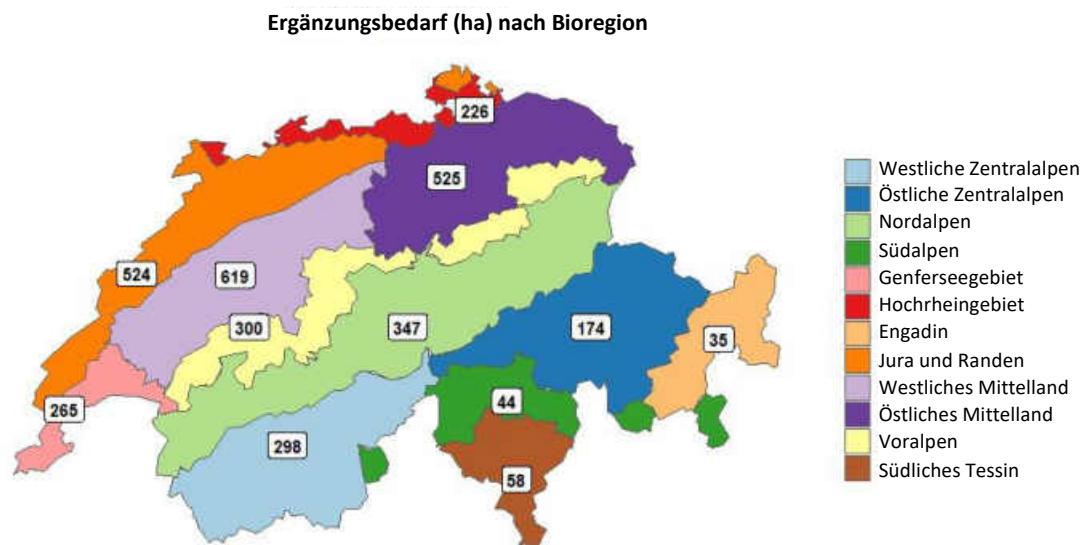 Ergänzungsbedarf (ha) nach Bioregion
226
525
524
619
300
347
174
35
265
44
298
58
Westliche Zentralalpen
Östliche Zentralalpen
Nordalpen
Südalpen
Genferseegebiet
Hochrheingebiet
Engadin
Jura und Randen
Westliches Mittelland
Östliches Mittelland
Voralpen
Südliches Tessin